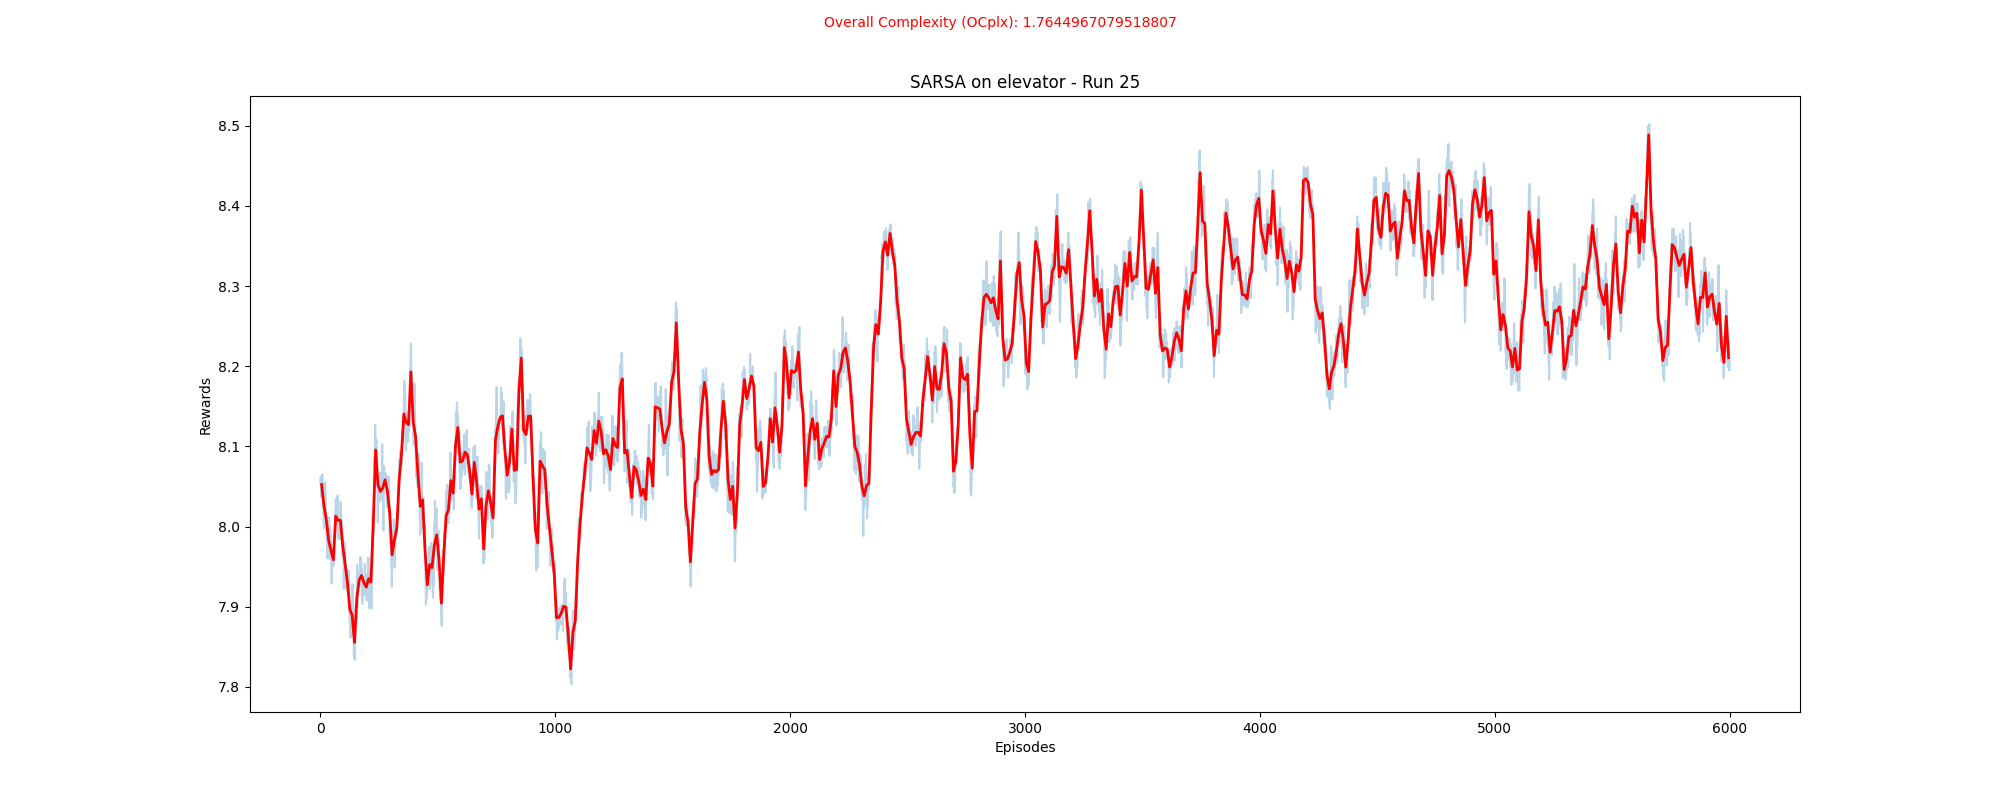 Overall Complexity (OCplx): 1.7644967079518807
SARSA on elevator - Run 25
8.5
8.4
8.3
8.2
8.1
8.0
7.9
7.8
Rewards
0 1000 2000 3000 4000 5000 6000
Episodes